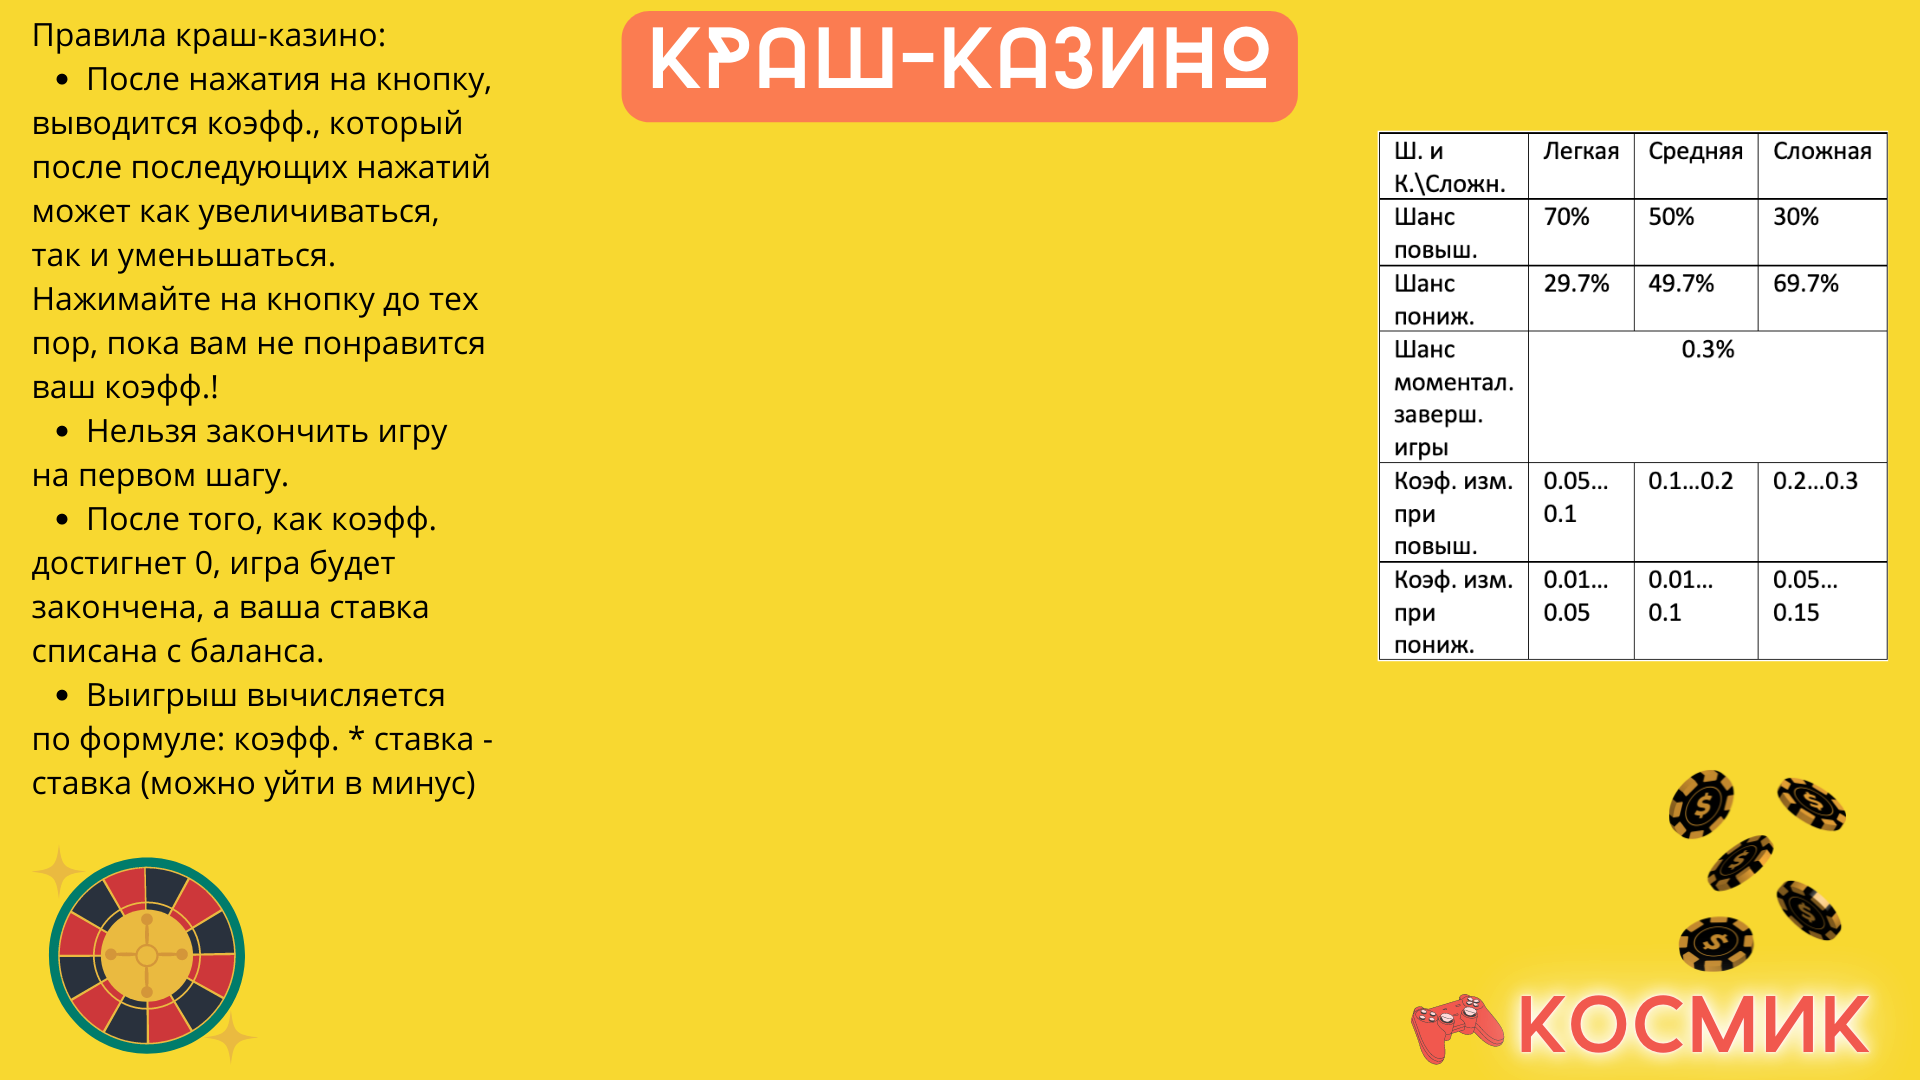 Правила краш-казино:
• После нажатия на кнопку,
выводится коэфф., который
после последующих нажатий
может как увеличиваться,
так и уменьшаться.
Нажимайте на кнопку до тех
пор, пока вам не понравится
ваш коэфф.!
• Нельзя закончить игру
на первом шагу.
• После того, как коэфф.
достигнет 0, игра будет
закончена, а ваша ставка
списана с баланса.
• Выигрыш вычисляется
по формуле: коэфф. * ставка -
ставка (можно уйти в минус)
КРАШ-КАЗИНО
Ш. и К.\Сложн. Легкая Средняя Сложная
Шанс повыш. 70% 50% 30%
Шанс пониж. 29.7% 49.7% 69.7%
Шанс моментал. заверш. игры 0.3%
Коэф. изм. при повыш. 0.05... 0.1 0.1...0.2 0.2...0.3
Коэф. изм. при пониж. 0.01... 0.05 0.01... 0.1 0.05... 0.15
КОСМИК